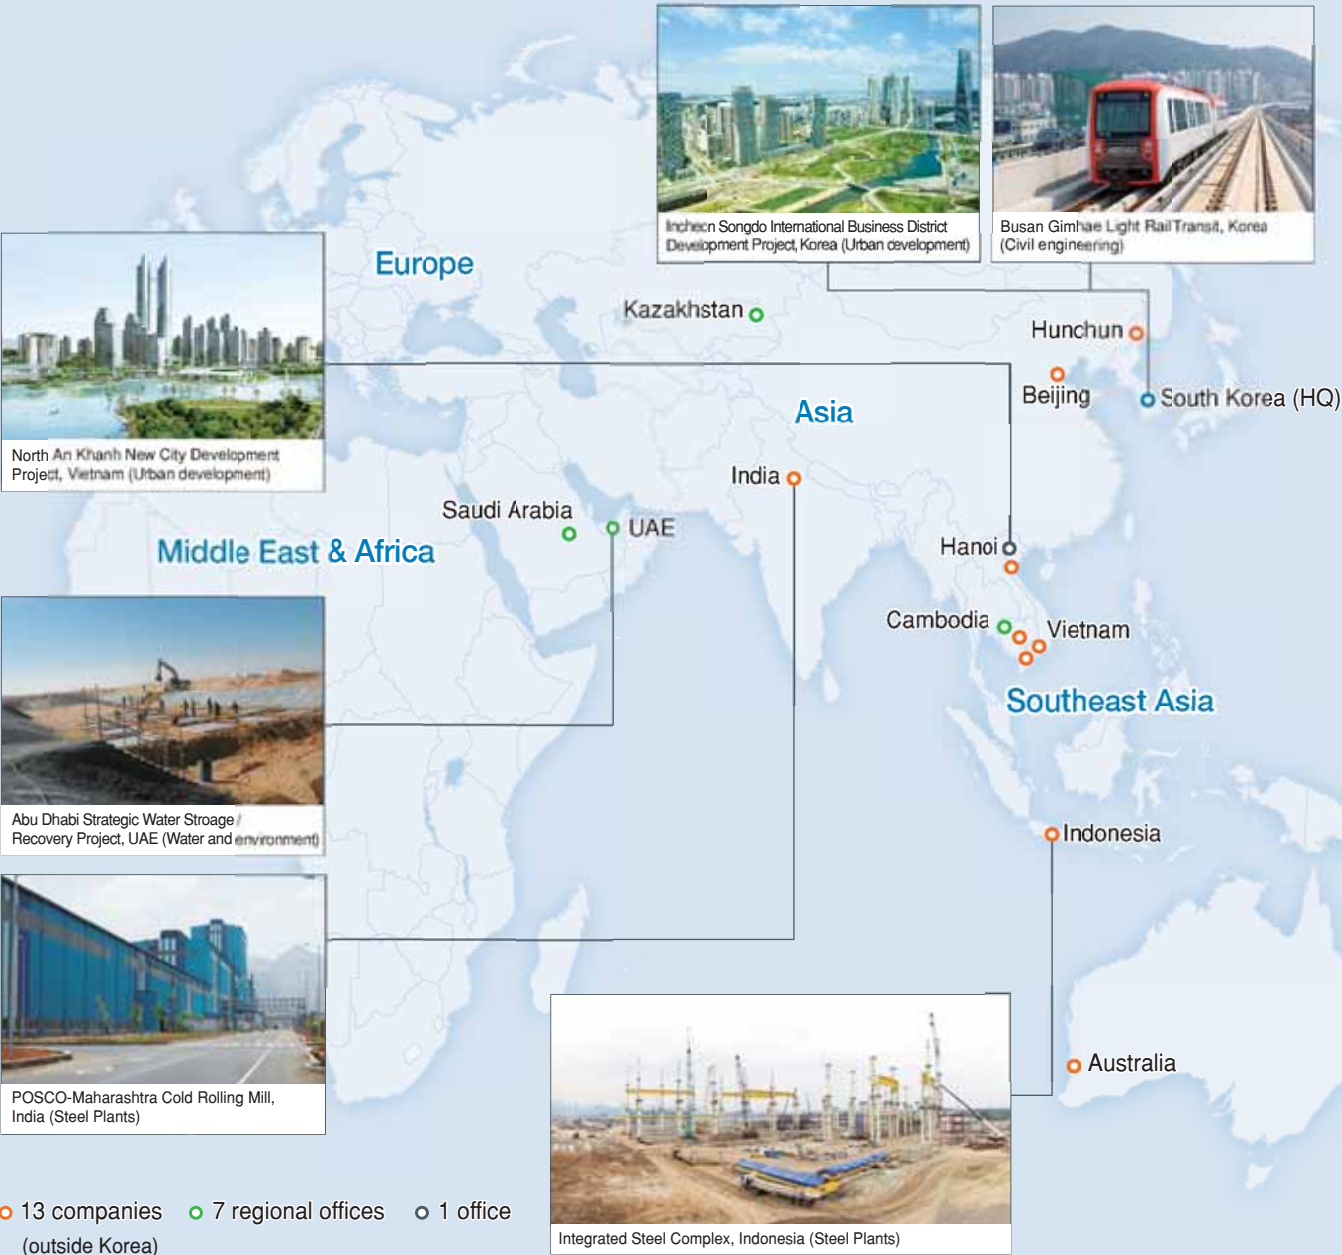 Incheon Songdo International Business District
Development Project, Korea (Urban development)
Busan Gimhae Light Rail Transit, Korea
(Civil engineering)
Europe
Kazakhstan
Hunchun
Beijing
South Korea (HQ)
North An Khanh New City Development
Project, Vietnam (Urban development)
Asia
India
Saudi Arabia
UAE
Middle East & Africa
Hanoi
Cambodia
Vietnam
Southeast Asia
Abu Dhabi Strategic Water Stroage /
Recovery Project, UAE (Water and environment)
Indonesia
POSCO-Maharashtra Cold Rolling Mill,
India (Steel Plants)
Australia
13 companies
(outside Korea)
7 regional offices
1 office
Integrated Steel Complex, Indonesia (Steel Plants)